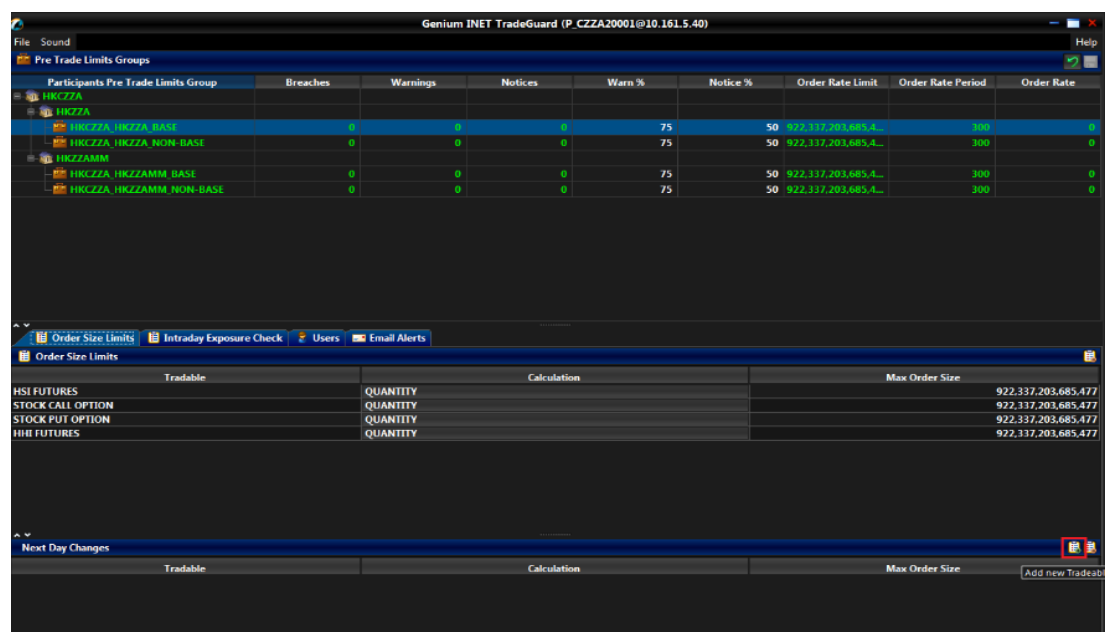 Genium INET TradeGuard (P_CZZA20001@10.161.5.40)
File Sound Help
Pre Trade Limits Groups
Participants Pre Trade Limits Group Breaches Warnings Notices Warn % Notice % Order Rate Limit Order Rate Period Order Rate
HKCZZA
HKZZA
HKCZZA_HKZZA_BASE 0 0 0 75 50 922,337,203,685,4... 300 0
HKCZZA_HKZZA_NON-BASE 0 0 0 75 50 922,337,203,685,4... 300 0
HKZZAMM
HKCZZA_HKZZAMM_BASE 0 0 0 75 50 922,337,203,685,4... 300 0
HKCZZA_HKZZAMM_NON-BASE 0 0 0 75 50 922,337,203,685,4... 300 0
Order Size Limits Intraday Exposure Check Users Email Alerts
Order Size Limits
Tradable Calculation Max Order Size
HSI FUTURES QUANTITY 922,337,203,685,477
STOCK CALL OPTION QUANTITY 922,337,203,685,477
STOCK PUT OPTION QUANTITY 922,337,203,685,477
HHI FUTURES QUANTITY 922,337,203,685,477
Next Day Changes
Tradable Calculation Max Order Size
Add new Tradeabl